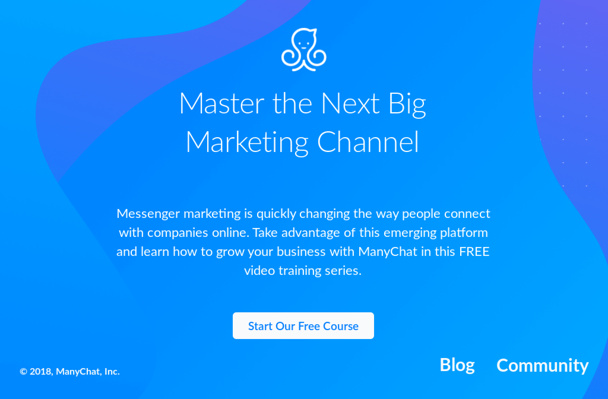 Master the Next Big
Marketing Channel
Messenger marketing is quickly changing the way people connect
with companies online. Take advantage of this emerging platform
and learn how to grow your business with ManyChat in this FREE
video training series.
Start Our Free Course
© 2018, ManyChat, Inc.
Blog
Community